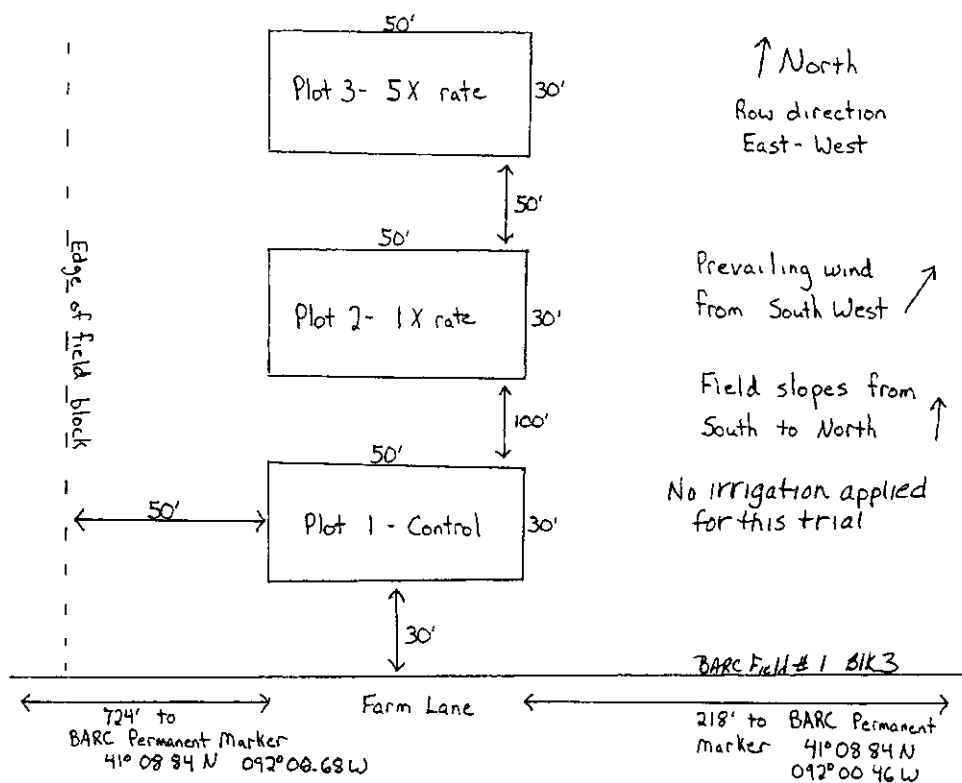 50'
Plot 3 - 5 X rate
30'
↑ North
Row direction
East - West
50'
50'
Plot 2 - 1 X rate
30'
Prevailing wind
from South West
Edge of field block
100'
Field slopes from
South to North
50'
50'
Plot 1 - Control
30'
No irrigation applied
for this trial
30'
BARC Field # 1 Blk 3
Farm Lane
724' to
BARC Permanent Marker
41° 08 84 N 092° 00.68 W
218' to BARC Permanent
Marker 41° 08 84 N
092° 00 46 W